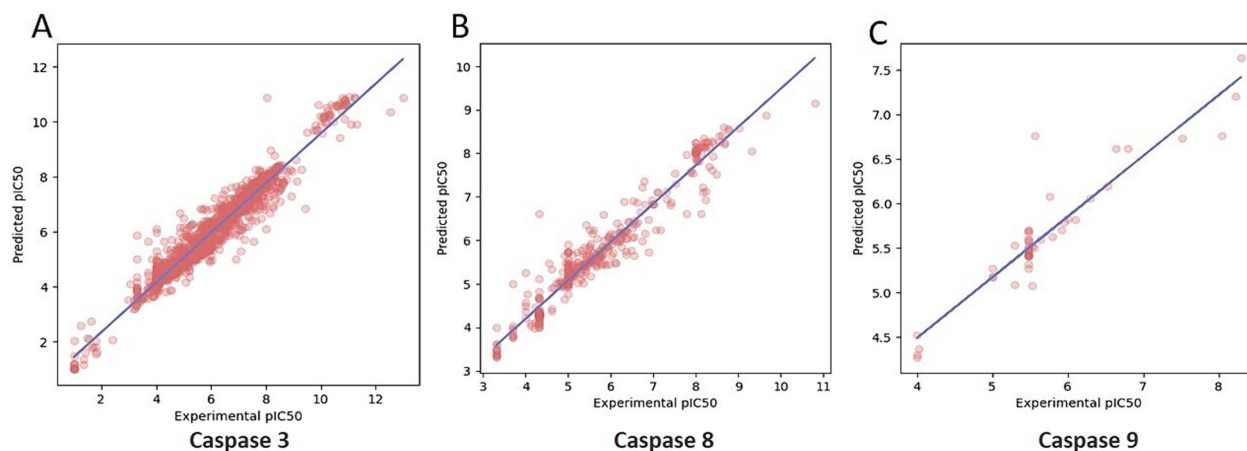 A
12
10
8
6
4
2
Predicted pIC50
2 4 6 8 10 12
Experimental pIC50
Caspase 3
B
10
9
8
7
6
5
4
3
Predicted pIC50
3 4 5 6 7 8 9 10 11
Experimental pIC50
Caspase 8
C
7.5
7.0
6.5
6.0
5.5
5.0
4.5
Predicted pIC50
4 5 6 7 8
Experimental pIC50
Caspase 9